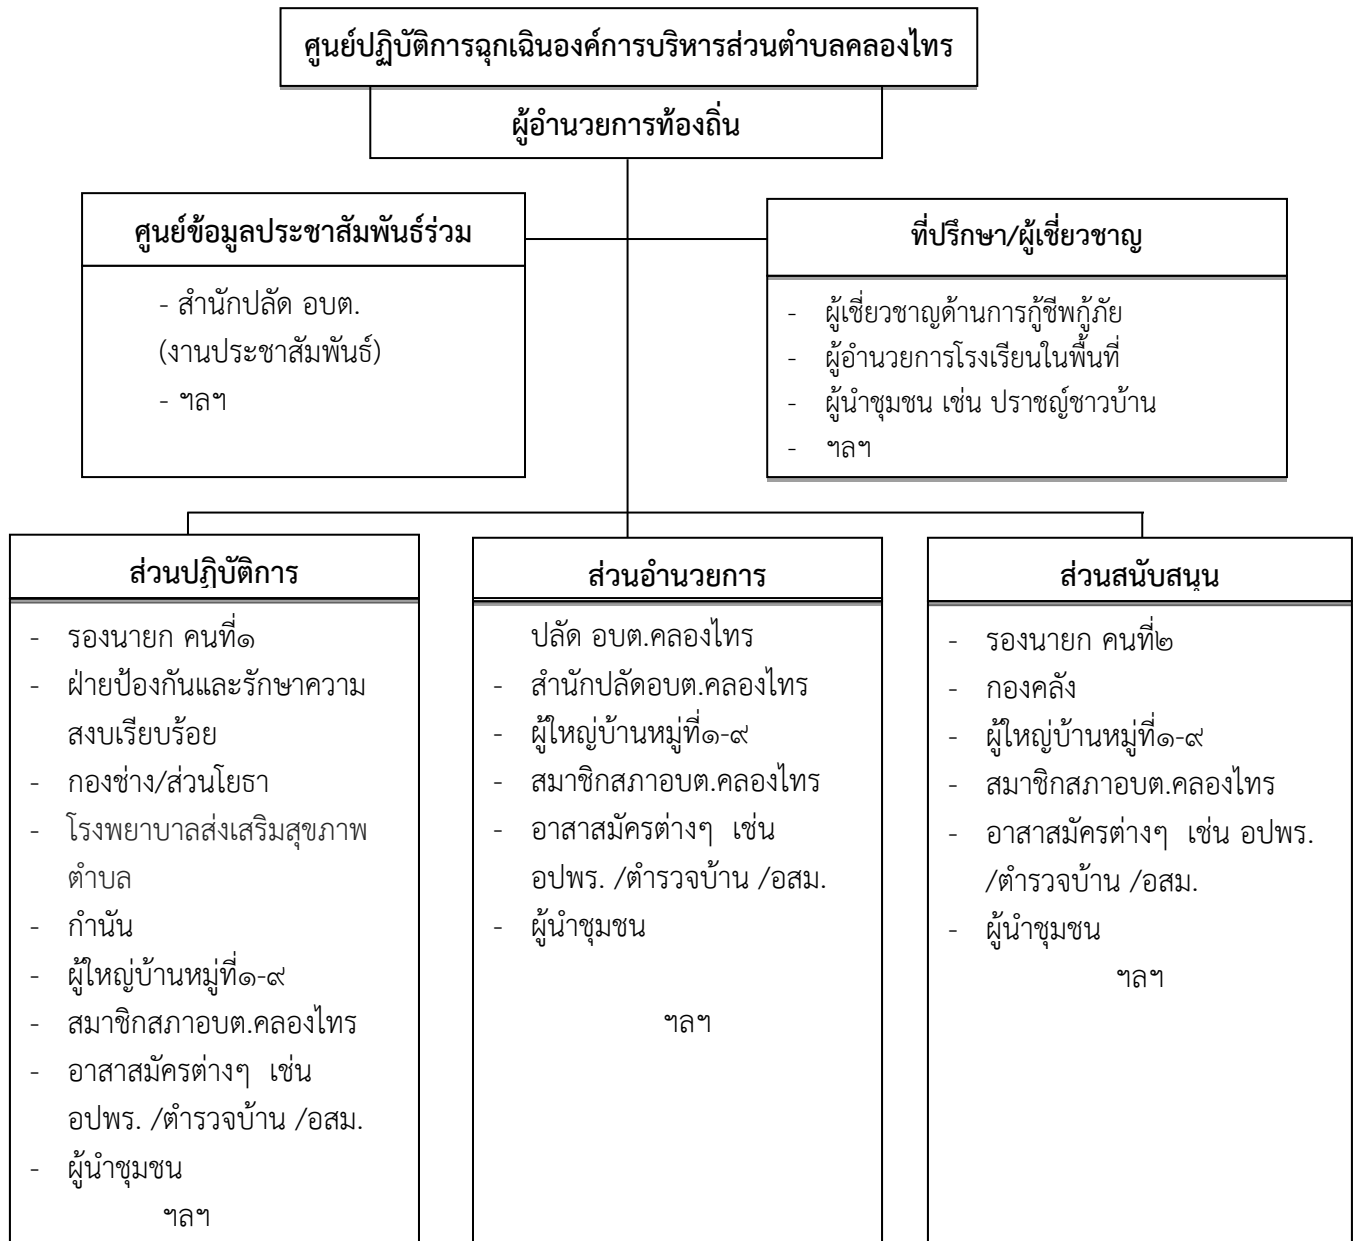 ศูนย์ปฏิบัติการฉุกเฉินองค์การบริหารส่วนตำบลคลองไทร
ผู้อำนวยการท้องถิ่น
ศูนย์ข้อมูลประชาสัมพันธ์ร่วม
- สำนักปลัด อบต.
(งานประชาสัมพันธ์)
- ฯลฯ
ที่ปรึกษา/ผู้เชี่ยวชาญ
- ผู้เชี่ยวชาญด้านการกู้ชีพกู้ภัย
- ผู้อำนวยการโรงเรียนในพื้นที่
- ผู้นำชุมชน เช่น ปราชญ์ชาวบ้าน
- ฯลฯ
ส่วนปฏิบัติการ
- รองนายก คนที่๑
- ฝ่ายป้องกันและรักษาความ
สงบเรียบร้อย
- กองช่าง/ส่วนโยธา
- โรงพยาบาลส่งเสริมสุขภาพ
ตำบล
- กำนัน
- ผู้ใหญ่บ้านหมู่ที่๑-๙
- สมาชิกสภาอบต.คลองไทร
- อาสาสมัครต่างๆ เช่น
อปพร. /ตำรวจบ้าน /อสม.
- ผู้นำชุมชน
ฯลฯ
ส่วนอำนวยการ
ปลัด อบต.คลองไทร
- สำนักปลัดอบต.คลองไทร
- ผู้ใหญ่บ้านหมู่ที่๑-๙
- สมาชิกสภาอบต.คลองไทร
- อาสาสมัครต่างๆ เช่น
อปพร. /ตำรวจบ้าน /อสม.
- ผู้นำชุมชน
ฯลฯ
ส่วนสนับสนุน
- รองนายก คนที่๒
- กองคลัง
- ผู้ใหญ่บ้านหมู่ที่๑-๙
- สมาชิกสภาอบต.คลองไทร
- อาสาสมัครต่างๆ เช่น อปพร.
/ตำรวจบ้าน /อสม.
- ผู้นำชุมชน
ฯลฯ